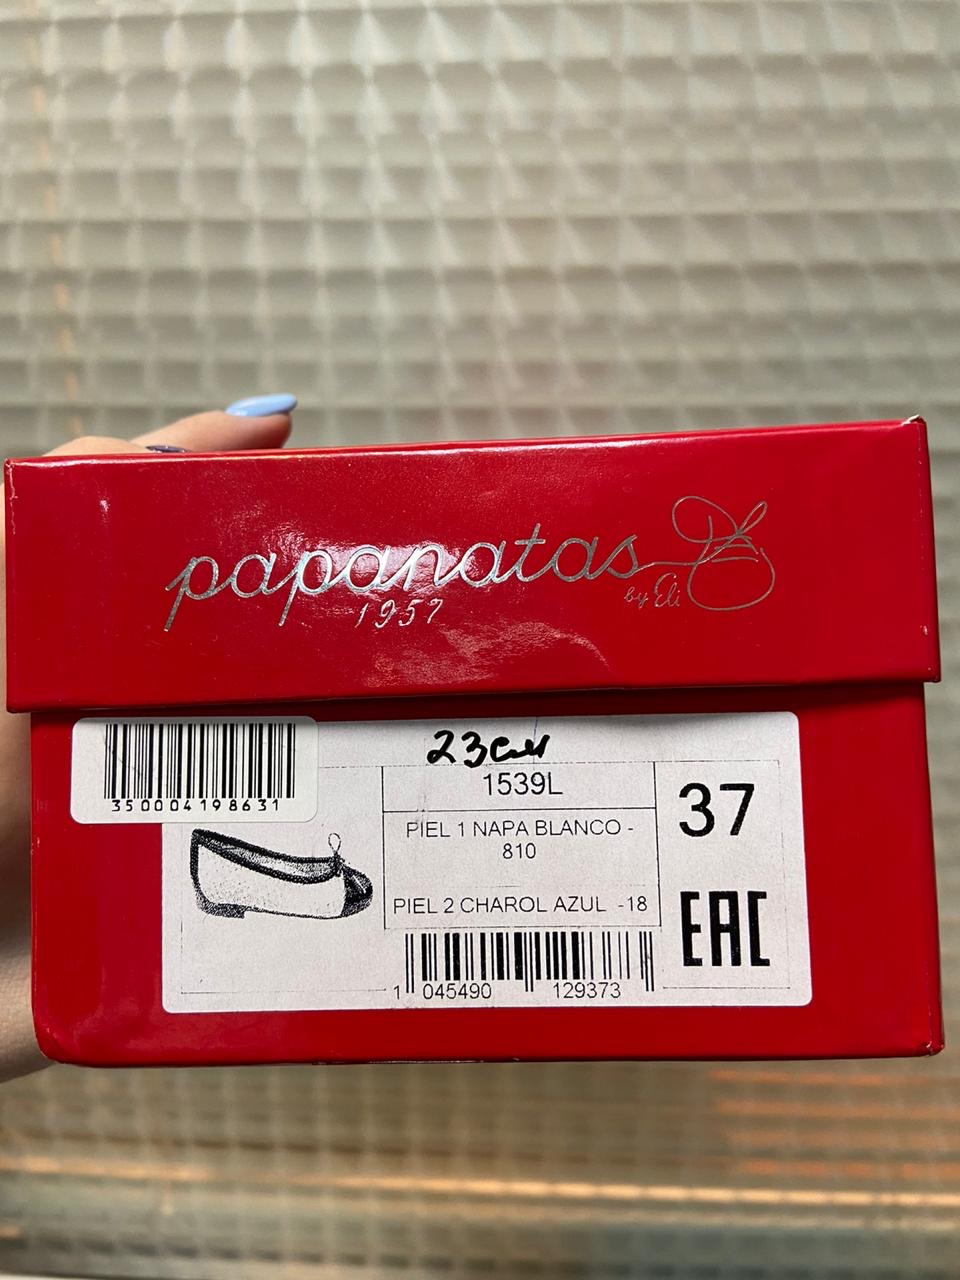 papanatas
by Eli
1957
350004198631
23см
1539L
PIEL 1 NAPA BLANCO -
810
PIEL 2 CHAROL AZUL -18
37
EAC
1 045490 129373